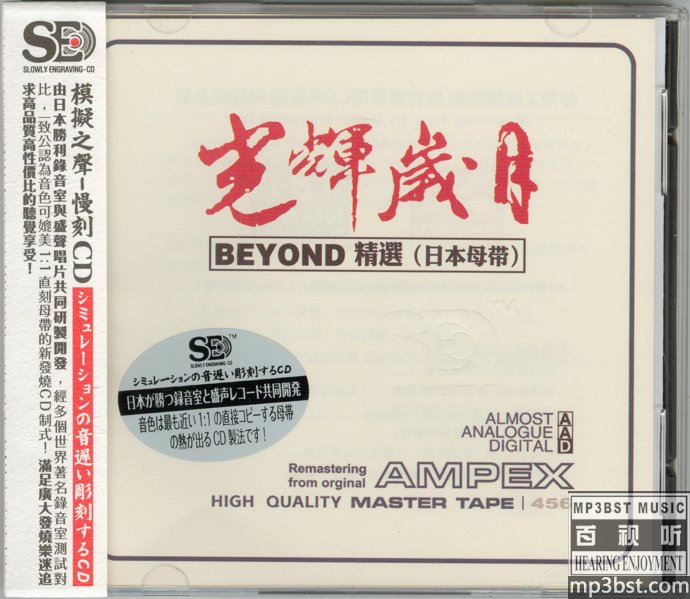 SED
SLOWLY ENGRAVING-CD
模擬之聲-慢刻CD
シミュレーションの音遅い彫刻するCD
由日本勝利錄音室與盛聲唱片共同研製開發，經多個世界著名錄音室測試對
比，一致公認為音色可媲美1:1直刻母帶的新發燒CD制式！滿足廣大發燒樂迷追
求高品質高性價比的聽覺享受！
光輝歲月
BEYOND 精選（日本母带）
SED™
SLOWLY ENGRAVING-CD
シミュレーションの音遅い彫刻するCD
日本が勝つ録音室と盛声レコード共同開発
音色は最も近い1:1の直接コピーする母帯
の熱が出るCD製法です！
ALMOST A
ANALOGUE A
DIGITAL D
Remastering
from orginal
AMPEX
HIGH QUALITY MASTER TAPE | 456
MP3BST MUSIC
百视听
HEARING ENJOYMENT
mp3bst.com